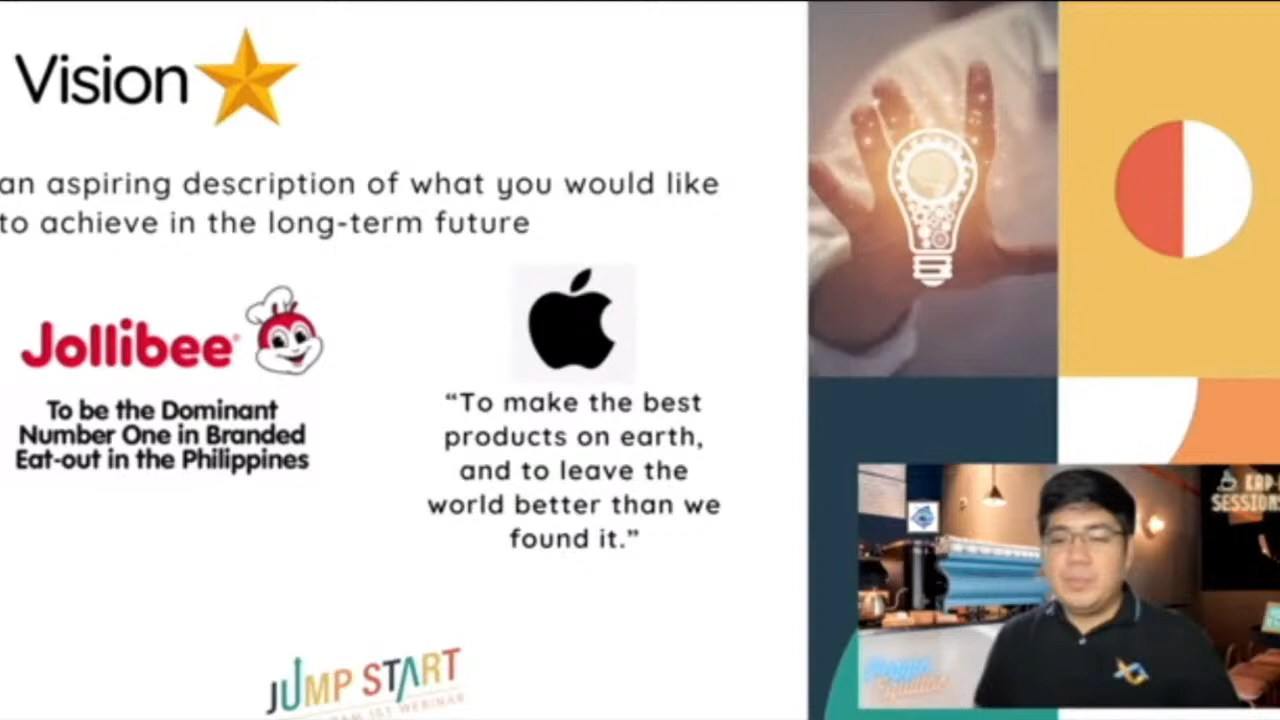 Vision
an aspiring description of what you would like
to achieve in the long-term future
Jollibee
To be the Dominant
Number One in Branded
Eat-out in the Philippines
“To make the best
products on earth,
and to leave the
world better than we
found it.”
JUMP START
WEBINAR
SESSIONS